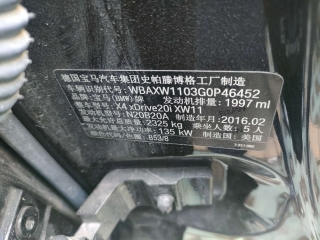 德国宝马汽车集团史帕藤博格工厂制造
车辆识别代号: WBAXW1103G0P46452
品牌: 宝马(BMW)牌 发动机排量: 1997 ml
整车型号: X4 xDrive20i XW11
发动机型号: N20B20A 制造年月: 2016.02
最大允许总质量: 2325 kg 乘坐人数: 5 人
发动机最大净功率: 135 kW 制造国: 美国